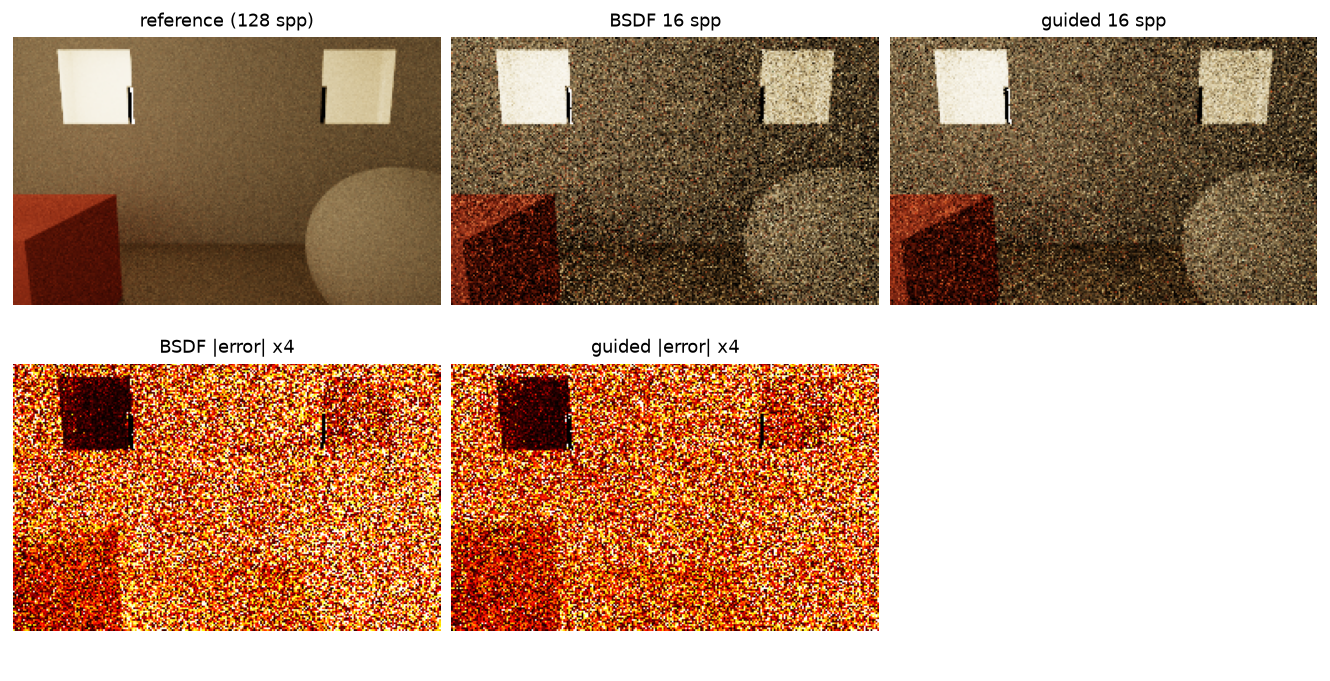 reference (128 spp)
BSDF 16 spp
guided 16 spp
BSDF |error| x4
guided |error| x4